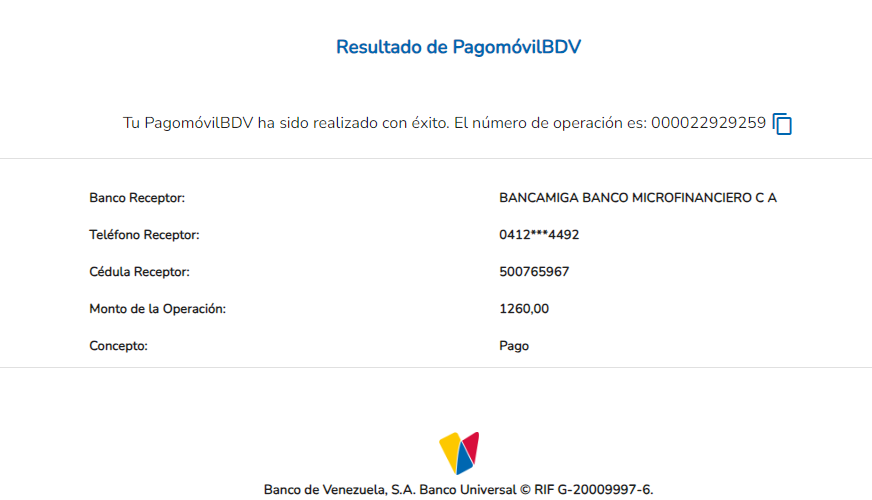 Resultado de PagomóvilBDV
Tu PagomóvilBDV ha sido realizado con éxito. El número de operación es: 000022929259
Banco Receptor: BANCAMIGA BANCO MICROFINANCIERO C A
Teléfono Receptor: 0412***4492
Cédula Receptor: 500765967
Monto de la Operación: 1260,00
Concepto: Pago
Banco de Venezuela, S.A. Banco Universal © RIF G-20009997-6.